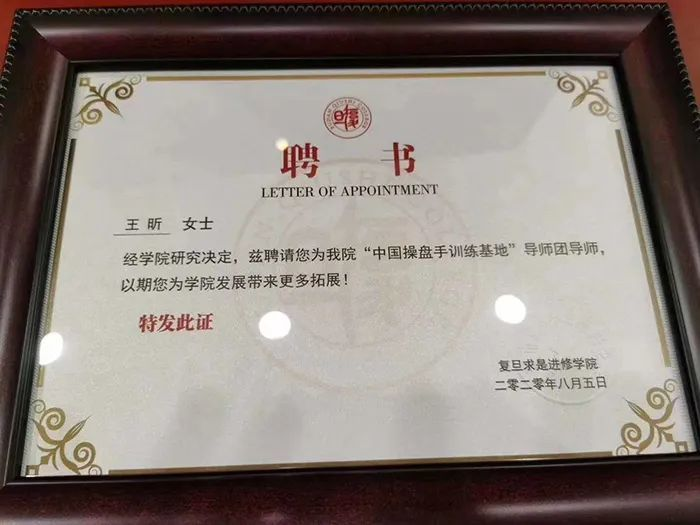 聘 书
LETTER OF APPOINTMENT
王昕 女士
经学院研究决定，兹聘请您为我院“中国操盘手训练基地”导师团导师，
以期您为学院发展带来更多拓展！
特发此证
复旦求是进修学院
二零二零年八月五日